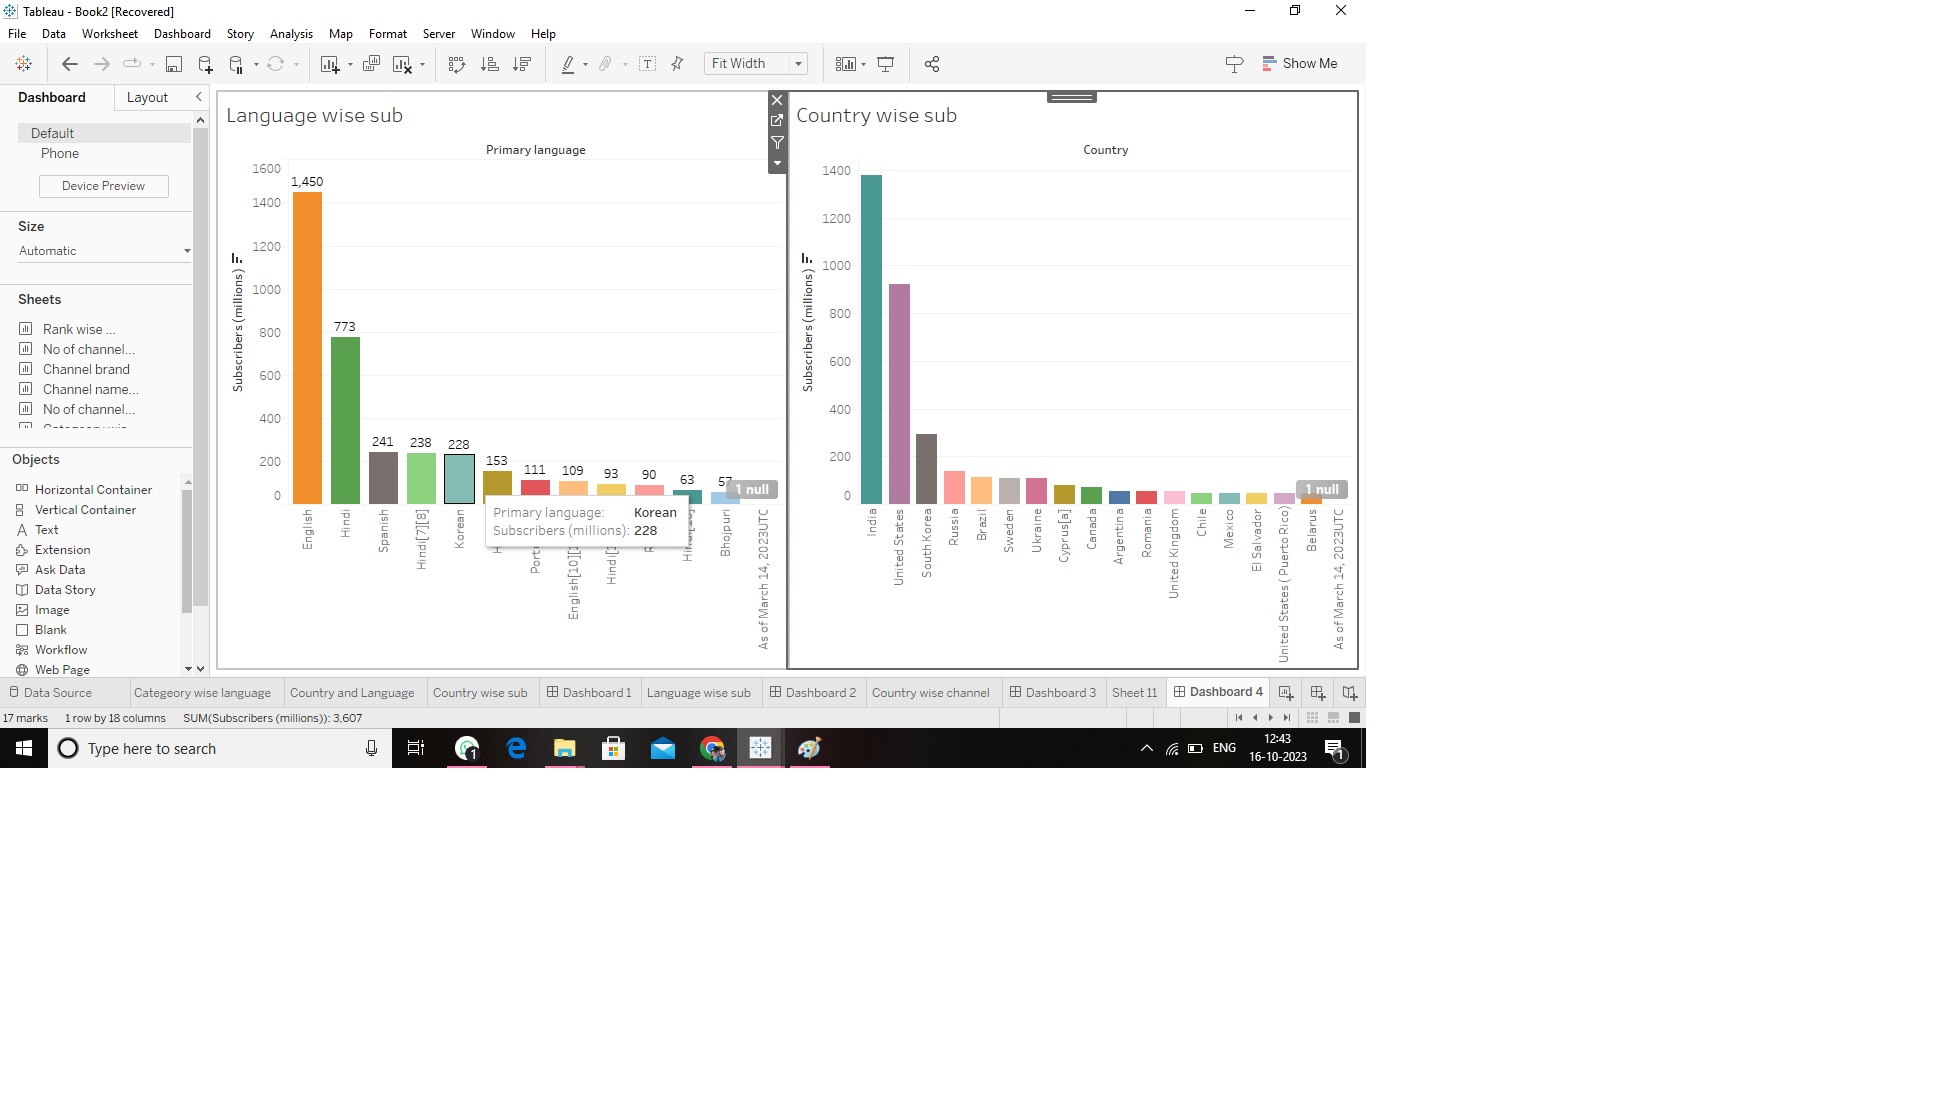 Tableau - Book2 [Recovered]
File Data Worksheet Dashboard Story Analysis Map Format Server Window Help
Fit Width
Show Me
Dashboard Layout
Default
Phone
Device Preview
Size
Automatic
Sheets
Rank wise ...
No of channel...
Channel brand
Channel name...
No of channel...
Objects
Horizontal Container
Vertical Container
Text
Extension
Ask Data
Data Story
Image
Blank
Workflow
Web Page
Language wise sub
Primary language
Subscribers (millions)
1600
1400
1200
1000
800
600
400
200
0
1,450
773
241
238
228
153
111
109
93
90
63
57
1 null
English
Hindi
Spanish
Hindi[7][8]
Korean
Bhojpuri
As of March 14, 2023UTC
Primary language: Korean
Subscribers (millions): 228
Country wise sub
Country
Subscribers (millions)
1400
1200
1000
800
600
400
200
0
1 null
India
United States
South Korea
Russia
Brazil
Sweden
Ukraine
Cyprus[a]
Canada
Argentina
Romania
United Kingdom
Chile
Mexico
El Salvador
United States ( Puerto Rico)
Belarus
As of March 14, 2023UTC
Data Source Categeory wise language Country and Language Country wise sub Dashboard 1 Language wise sub Dashboard 2 Country wise channel Dashboard 3 Sheet 11 Dashboard 4
17 marks 1 row by 18 columns SUM(Subscribers (millions)): 3,607
Type here to search
1
ENG
12:43
16-10-2023
1